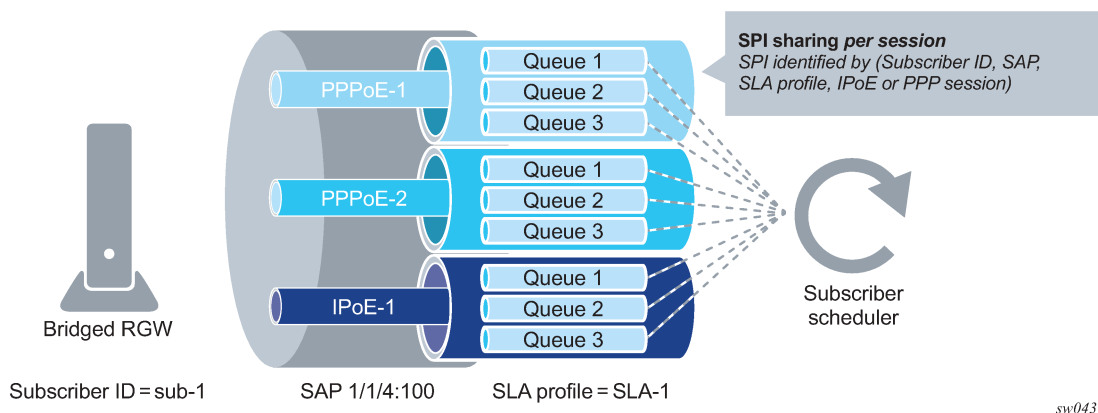 SPI sharing per session
SPI identified by (Subscriber ID, SAP,
SLA profile, IPoE or PPP session)
PPPoE-1
Queue 1
Queue 2
Queue 3
PPPoE-2
Queue 1
Queue 2
Queue 3
IPoE-1
Queue 1
Queue 2
Queue 3
Subscriber
scheduler
Bridged RGW
Subscriber ID = sub-1
SAP 1/1/4:100
SLA profile = SLA-1
sw043